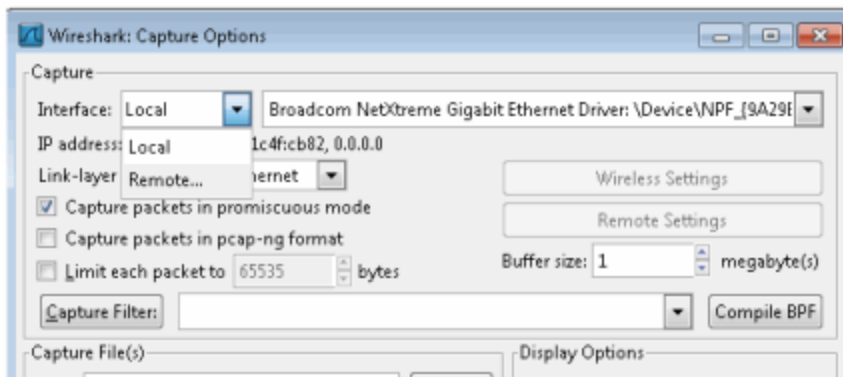 Wireshark: Capture Options
Capture
Interface: Local Broadcom NetXtreme Gigabit Ethernet Driver: \Device\NPF_{9A29E
IP address: Local 1c4f:cb82, 0.0.0.0
Link-layer Remote... ernet Wireless Settings
Capture packets in promiscuous mode
Remote Settings
Capture packets in pcap-ng format
Limit each packet to 65535 bytes Buffer size: 1 megabyte(s)
Capture Filter: Compile BPF
Capture File(s) Display Options